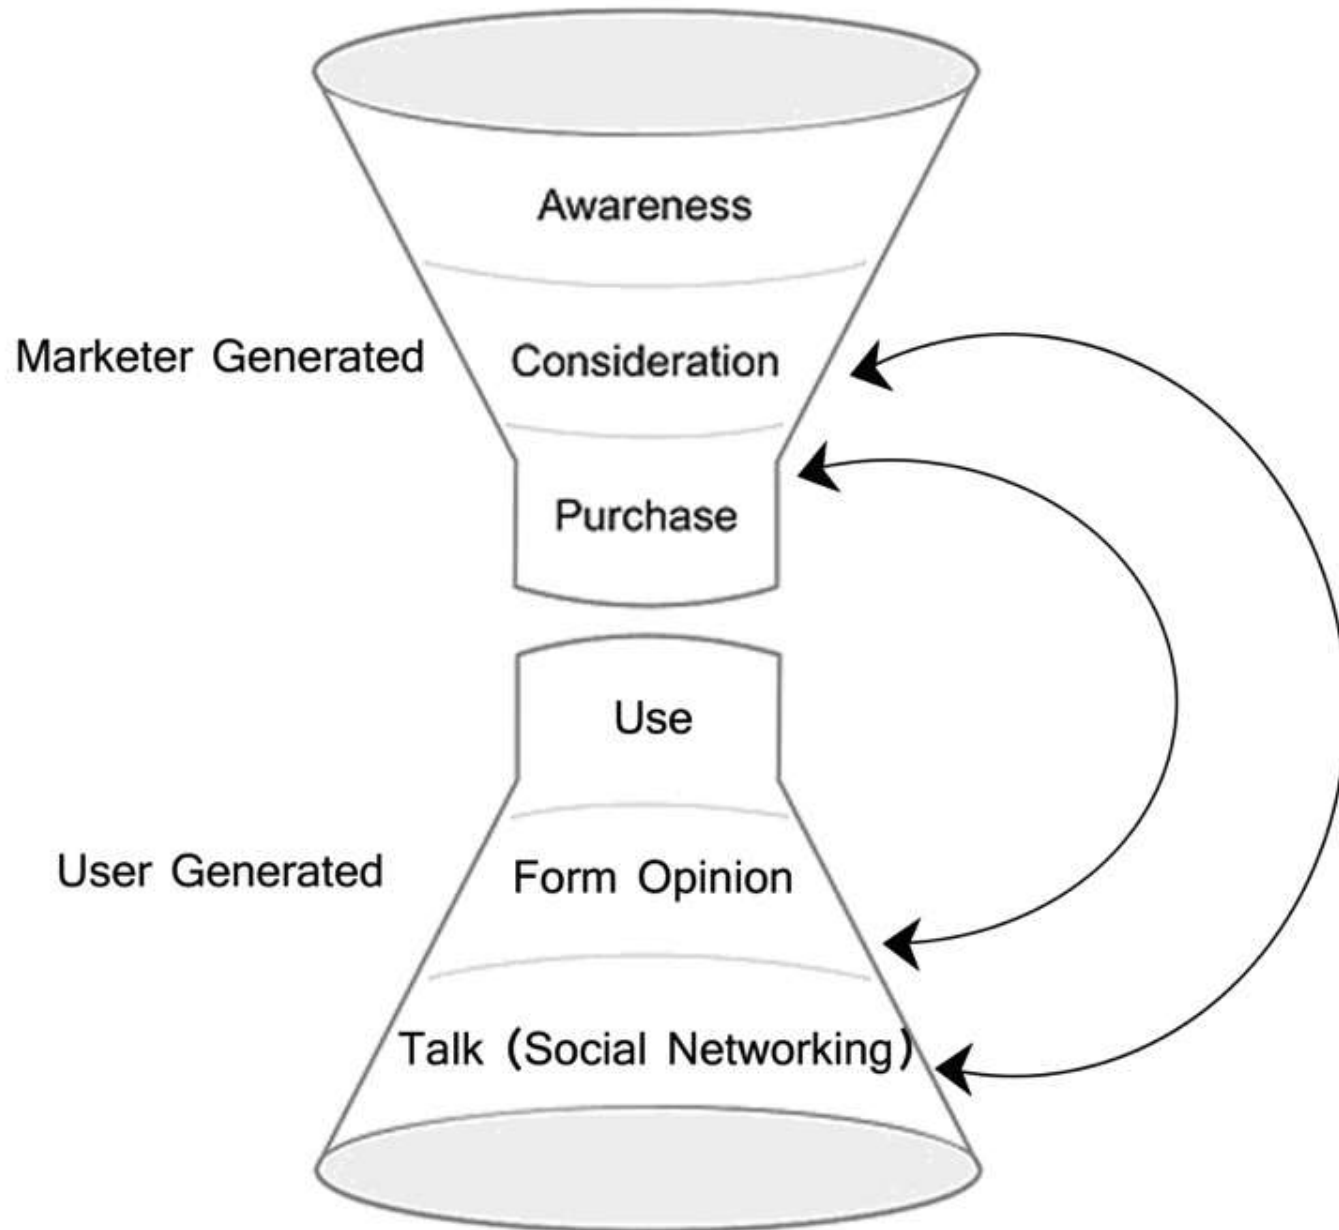 Awareness
Marketer Generated
Consideration
Purchase
Use
User Generated
Form Opinion
Talk (Social Networking)